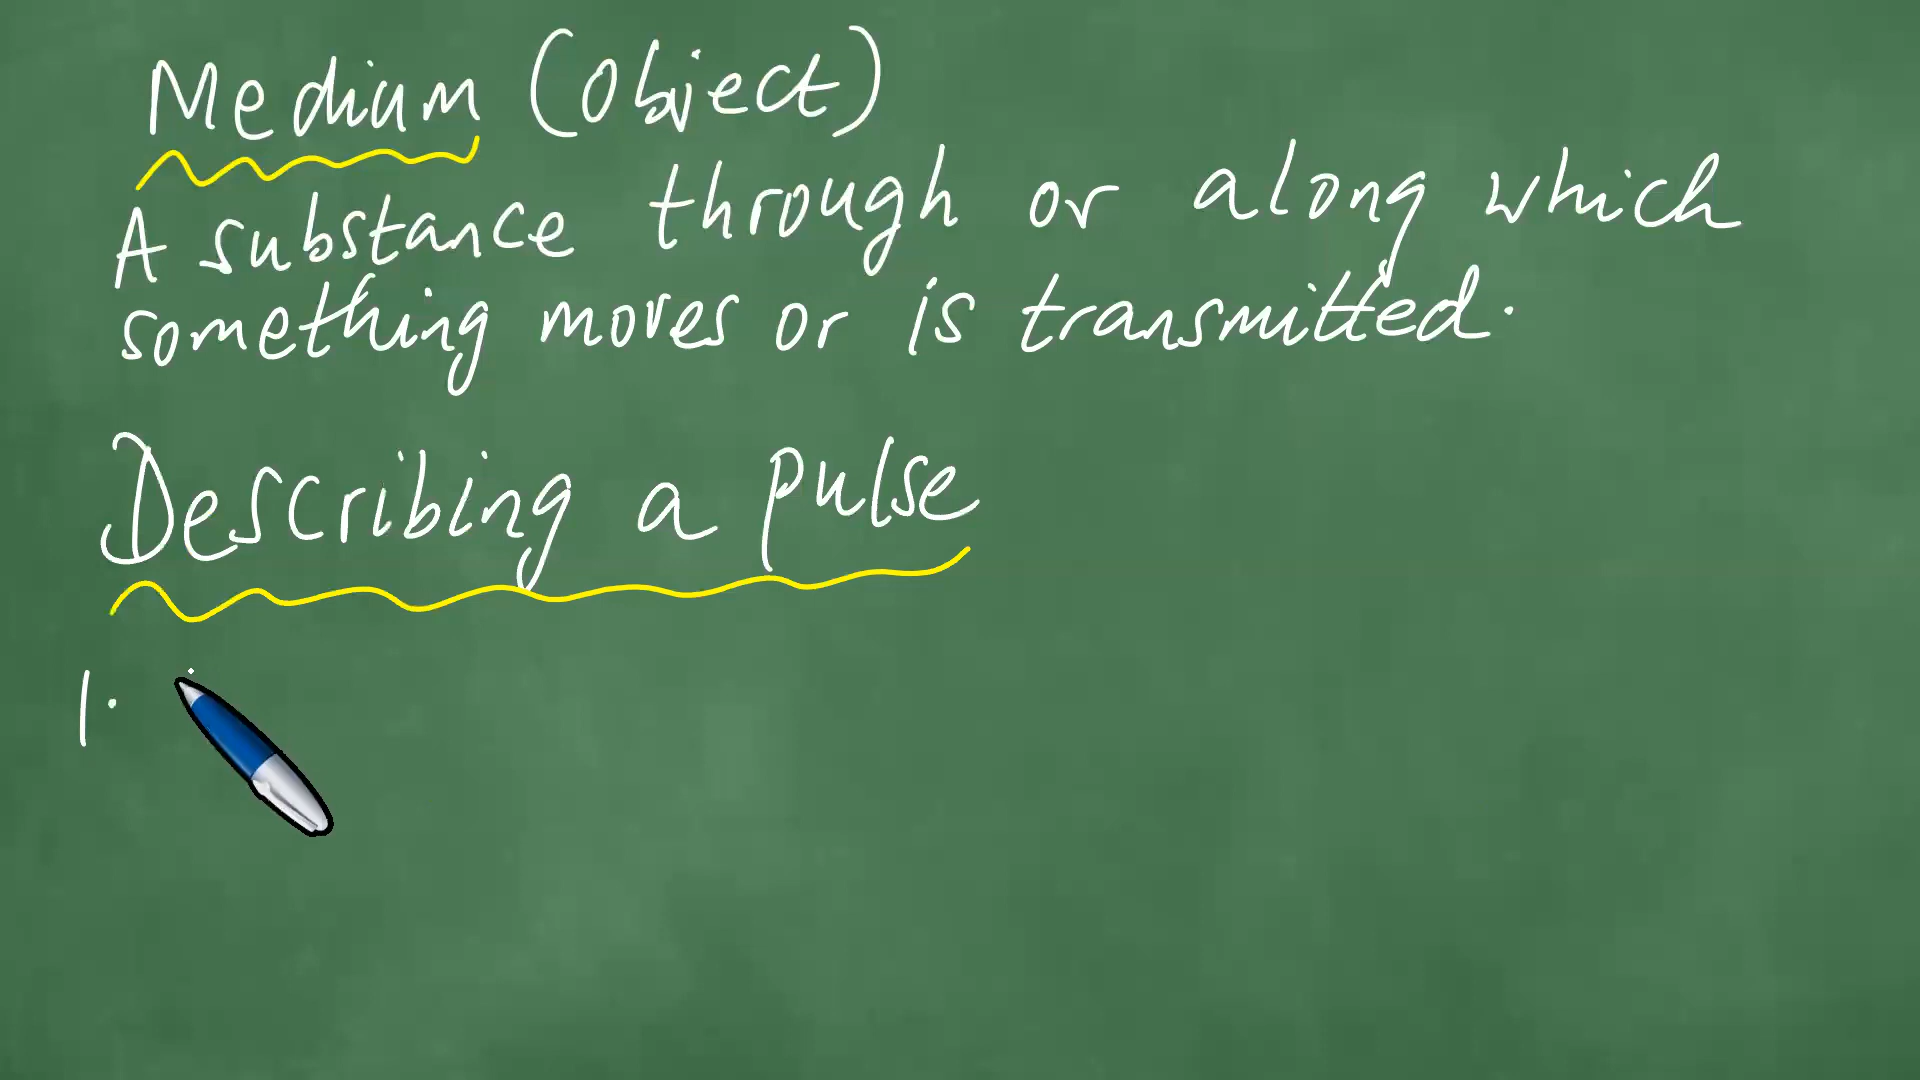 Medium (object)
A substance through or along which
something moves or is transmitted.
Describing a pulse
1.